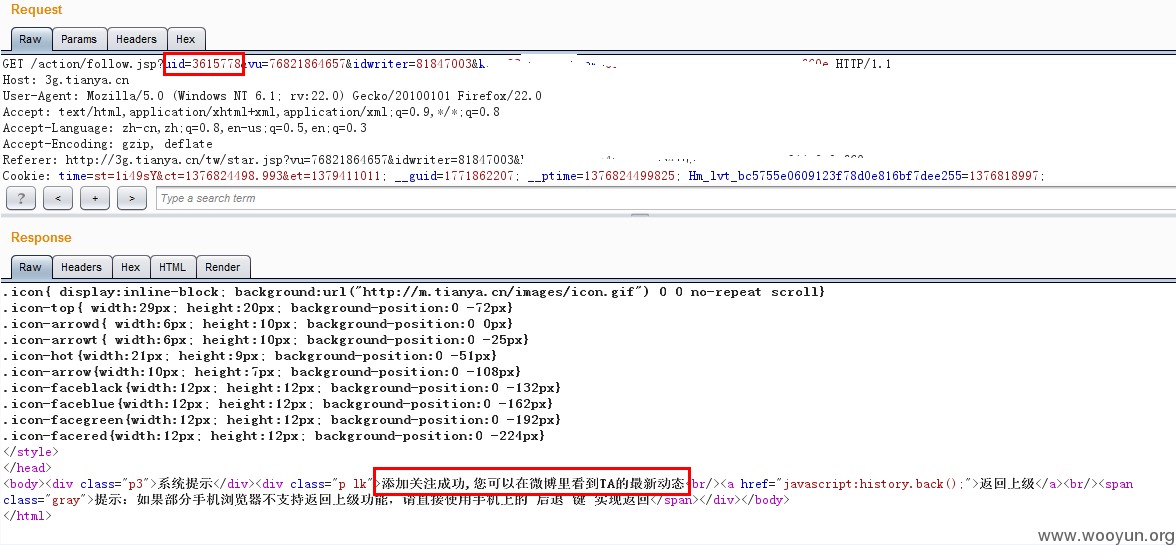 Request
Raw Params Headers Hex
GET /action/follow.jsp?uid=3615778&vu=76821864657&idwriter=81847003&k HTTP/1.1
Host: 3g.tianya.cn
User-Agent: Mozilla/5.0 (Windows NT 6.1; rv:22.0) Gecko/20100101 Firefox/22.0
Accept: text/html,application/xhtml+xml,application/xml;q=0.9,*/*;q=0.8
Accept-Language: zh-cn,zh;q=0.8,en-us;q=0.5,en;q=0.3
Accept-Encoding: gzip, deflate
Referer: http://3g.tianya.cn/tw/star.jsp?vu=76821864657&idwriter=81847003&
Cookie: time=st=1i49sY&ct=1376824498.993&et=1379411011; __guid=1771862207; __ptime=1376824499825; Hm_lvt_bc5755e0609123f78d0e816bf7dee255=1376818997;
? < + > Type a search term
Response
Raw Headers Hex HTML Render
.icon{ display:inline-block; background:url("http://m.tianya.cn/images/icon.gif") 0 0 no-repeat scroll}
.icon-top{ width:29px; height:20px; background-position:0 -72px}
.icon-arrowd{ width:6px; height:10px; background-position:0 0px}
.icon-arrowt{ width:6px; height:10px; background-position:0 -25px}
.icon-hot{width:21px; height:9px; background-position:0 -51px}
.icon-arrow{width:10px; height:7px; background-position:0 -108px}
.icon-faceblack{width:12px; height:12px; background-position:0 -132px}
.icon-faceblue{width:12px; height:12px; background-position:0 -162px}
.icon-facegreen{width:12px; height:12px; background-position:0 -192px}
.icon-facered{width:12px; height:12px; background-position:0 -224px}
</style>
</head>
<body><div class="p3">系统提示</div><div class="p lk">添加关注成功,您可以在微博里看到TA的最新动态<br/><a href="javascript:history.back();">返回上级</a><br/><span
class="gray">提示：如果部分手机浏览器不支持返回上级功能，请直接使用手机上的"后退"键"实现返回</span></div></body>
</html>
www.wooyun.org